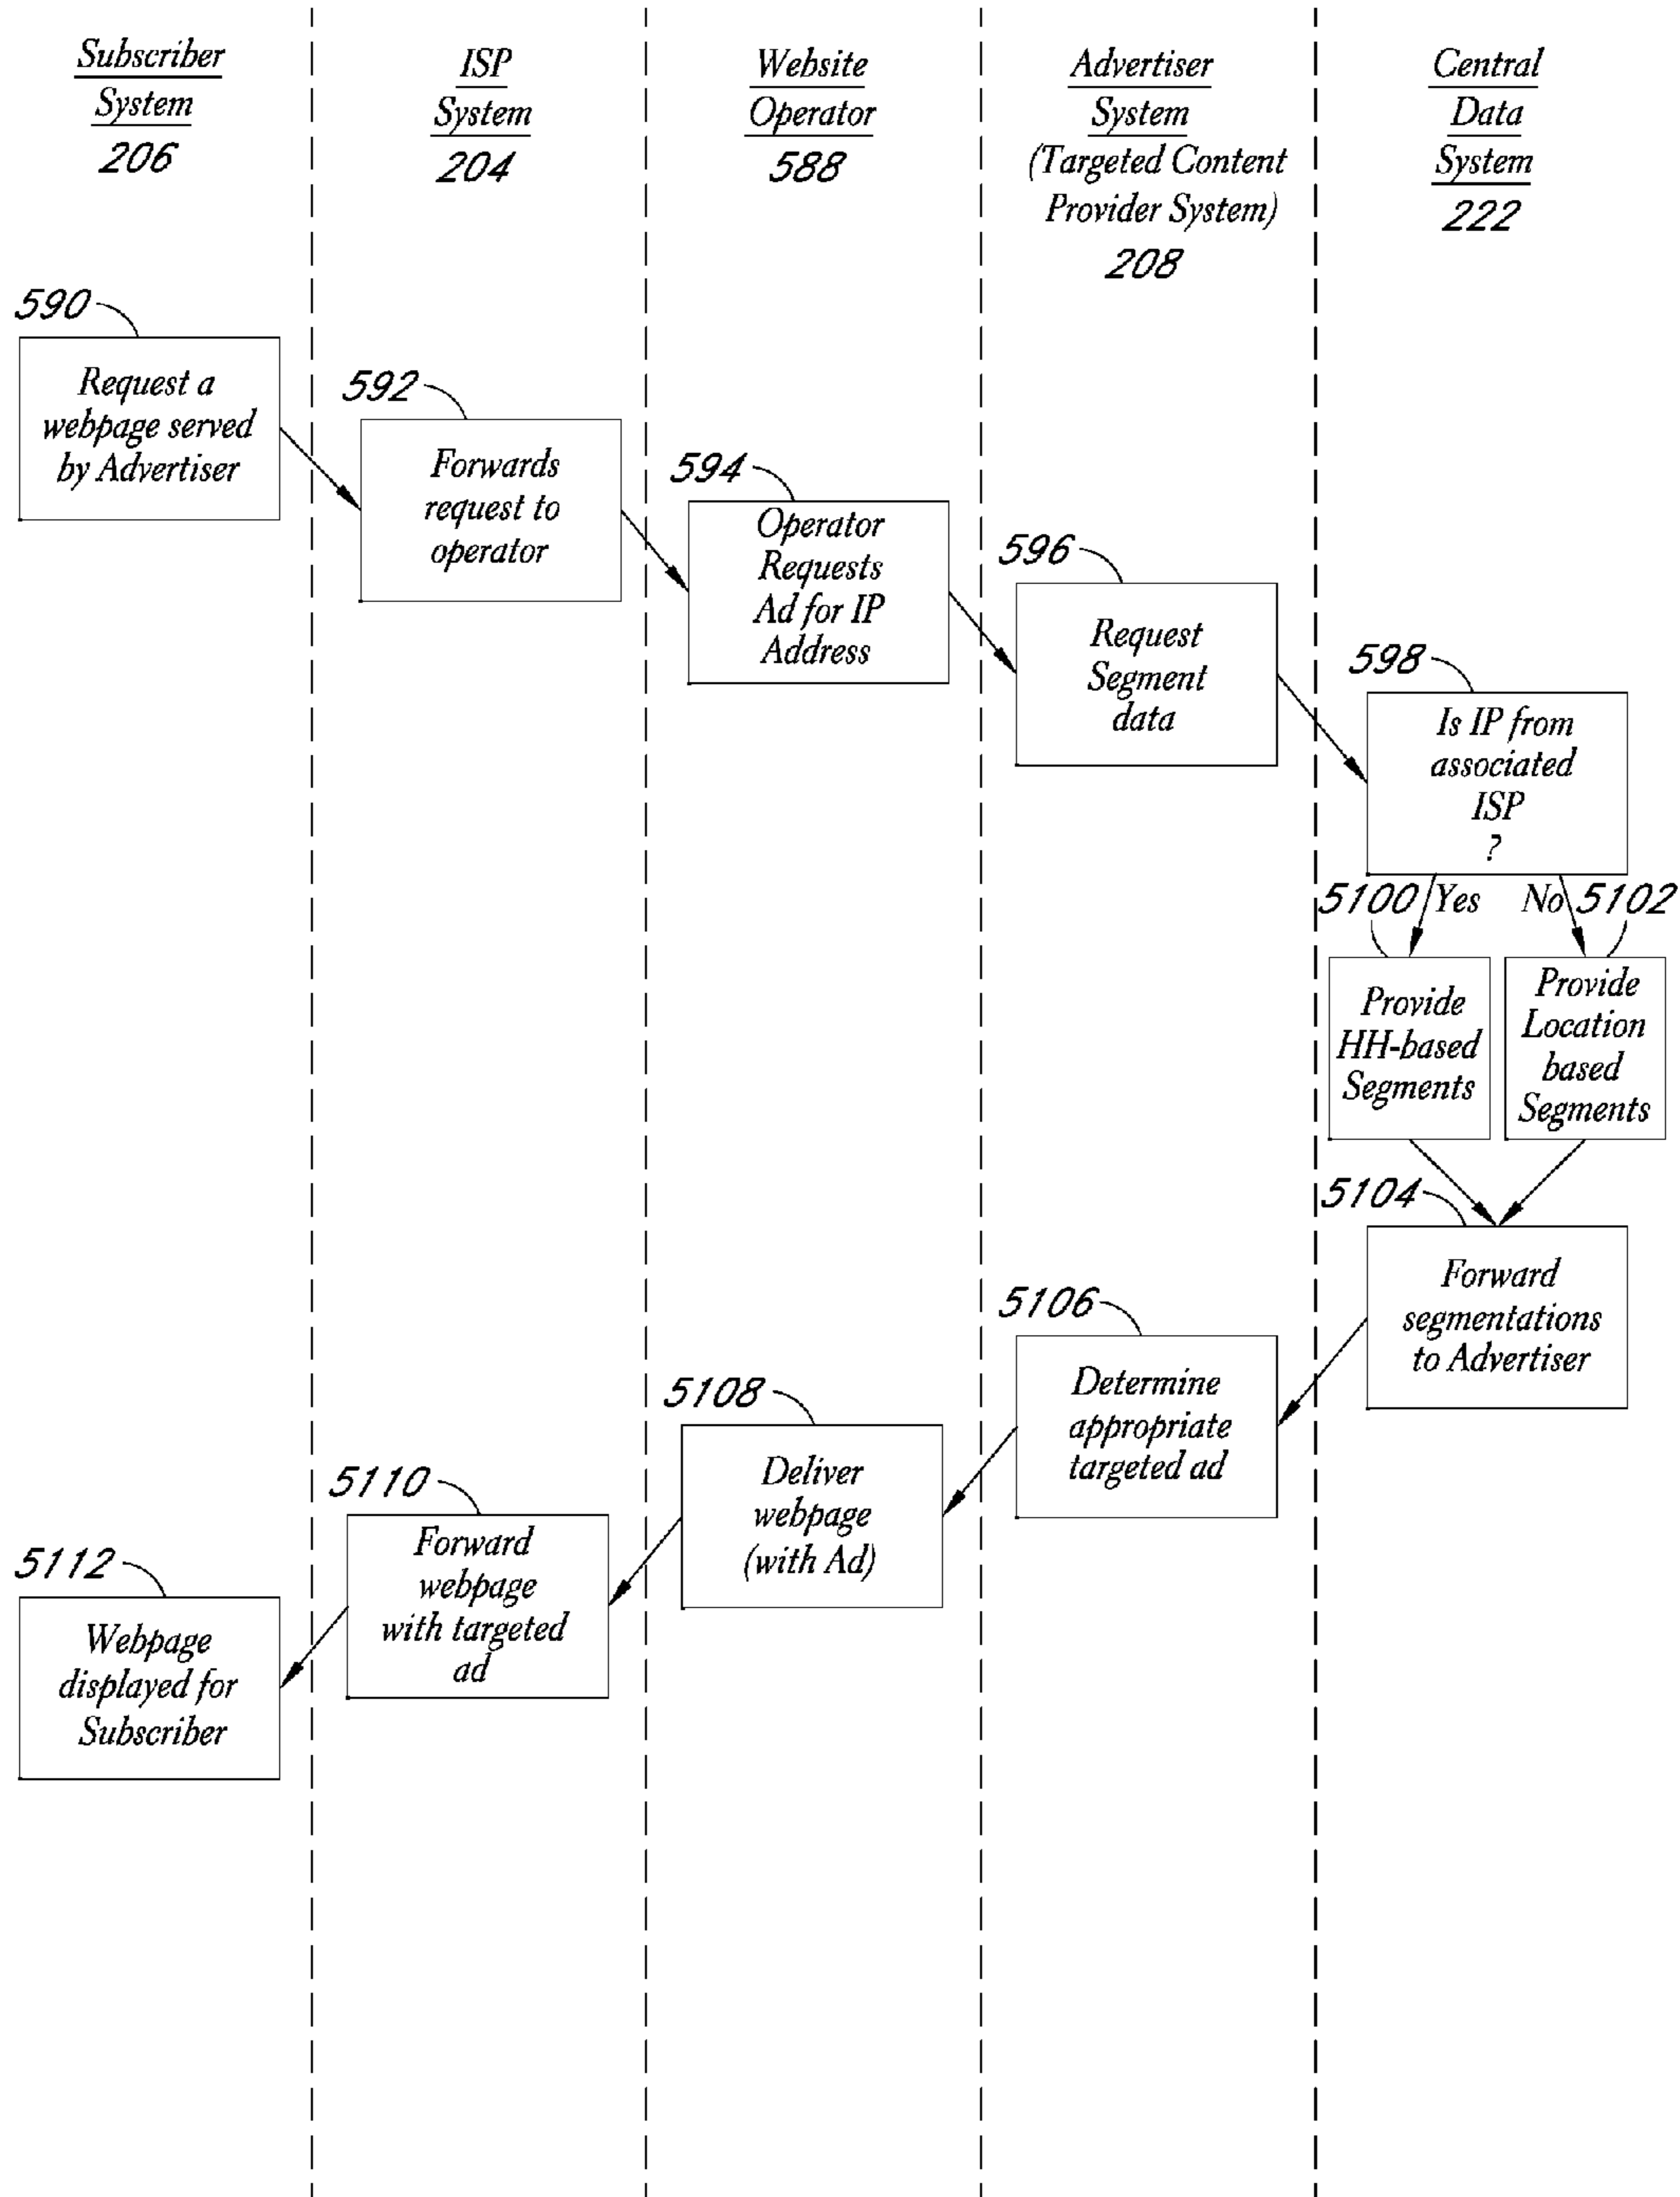 Subscriber
System
206
ISP
System
204
Website
Operator
588
Advertiser
System
(Targeted Content
Provider System)
208
Central
Data
System
222
590
Request a
webpage served
by Advertiser
592
Forwards
request to
operator
594
Operator
Requests
Ad for IP
Address
596
Request
Segment
data
598
Is IP from
associated
ISP
?
5100
Yes
No
5102
Provide
HH-based
Segments
Provide
Location
based
Segments
5104
Forward
segmentations
to Advertiser
5106
Determine
appropriate
targeted ad
5108
Deliver
webpage
(with Ad)
5110
Forward
webpage
with targeted
ad
5112
Webpage
displayed for
Subscriber